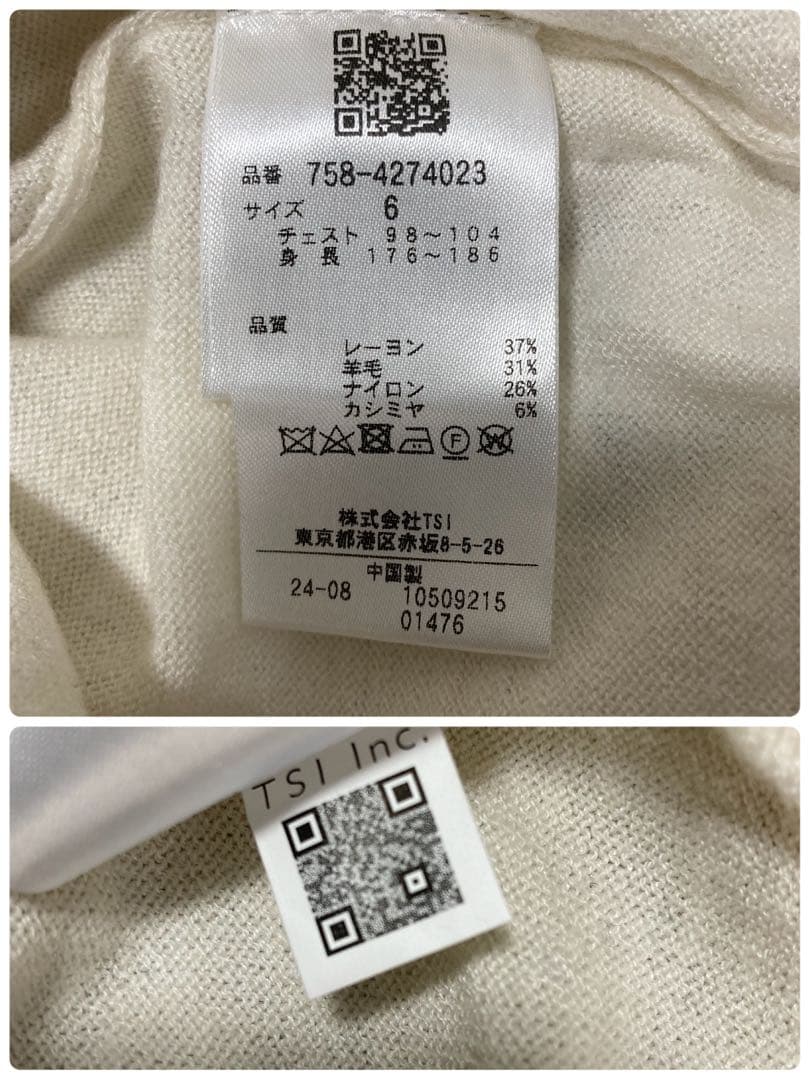 品番 758-4274023
サイズ 6
チェスト 98～104
身長 176～186
品質
レーヨン 37%
羊毛 31%
ナイロン 26%
カシミヤ 6%
株式会社TSI
東京都港区赤坂8-5-26
中国製
24-08 10509215
01476
TSI Inc.